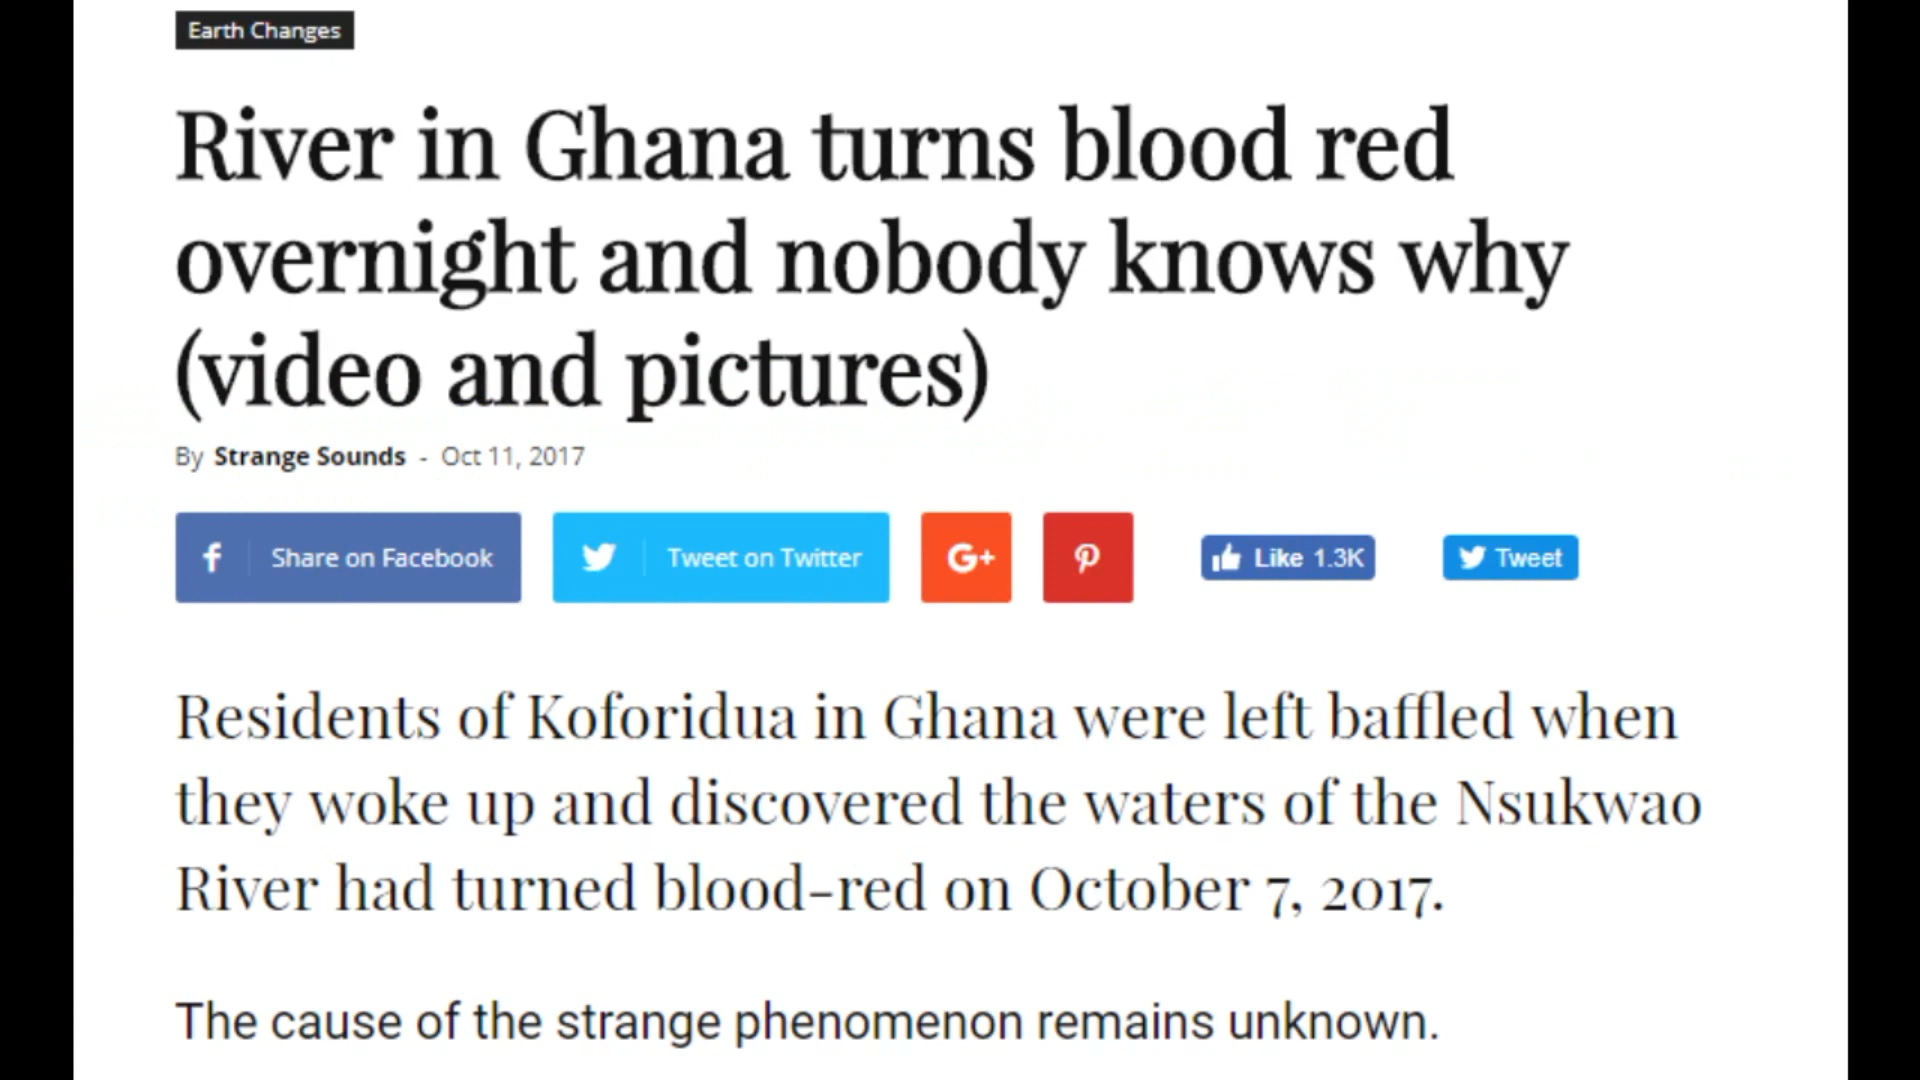 Earth Changes
River in Ghana turns blood red
overnight and nobody knows why
(video and pictures)
By Strange Sounds - Oct 11, 2017
f Share on Facebook Tweet on Twitter G+ Like 1.3K Tweet
Residents of Koforidua in Ghana were left baffled when
they woke up and discovered the waters of the Nsukwao
River had turned blood-red on October 7, 2017.
The cause of the strange phenomenon remains unknown.